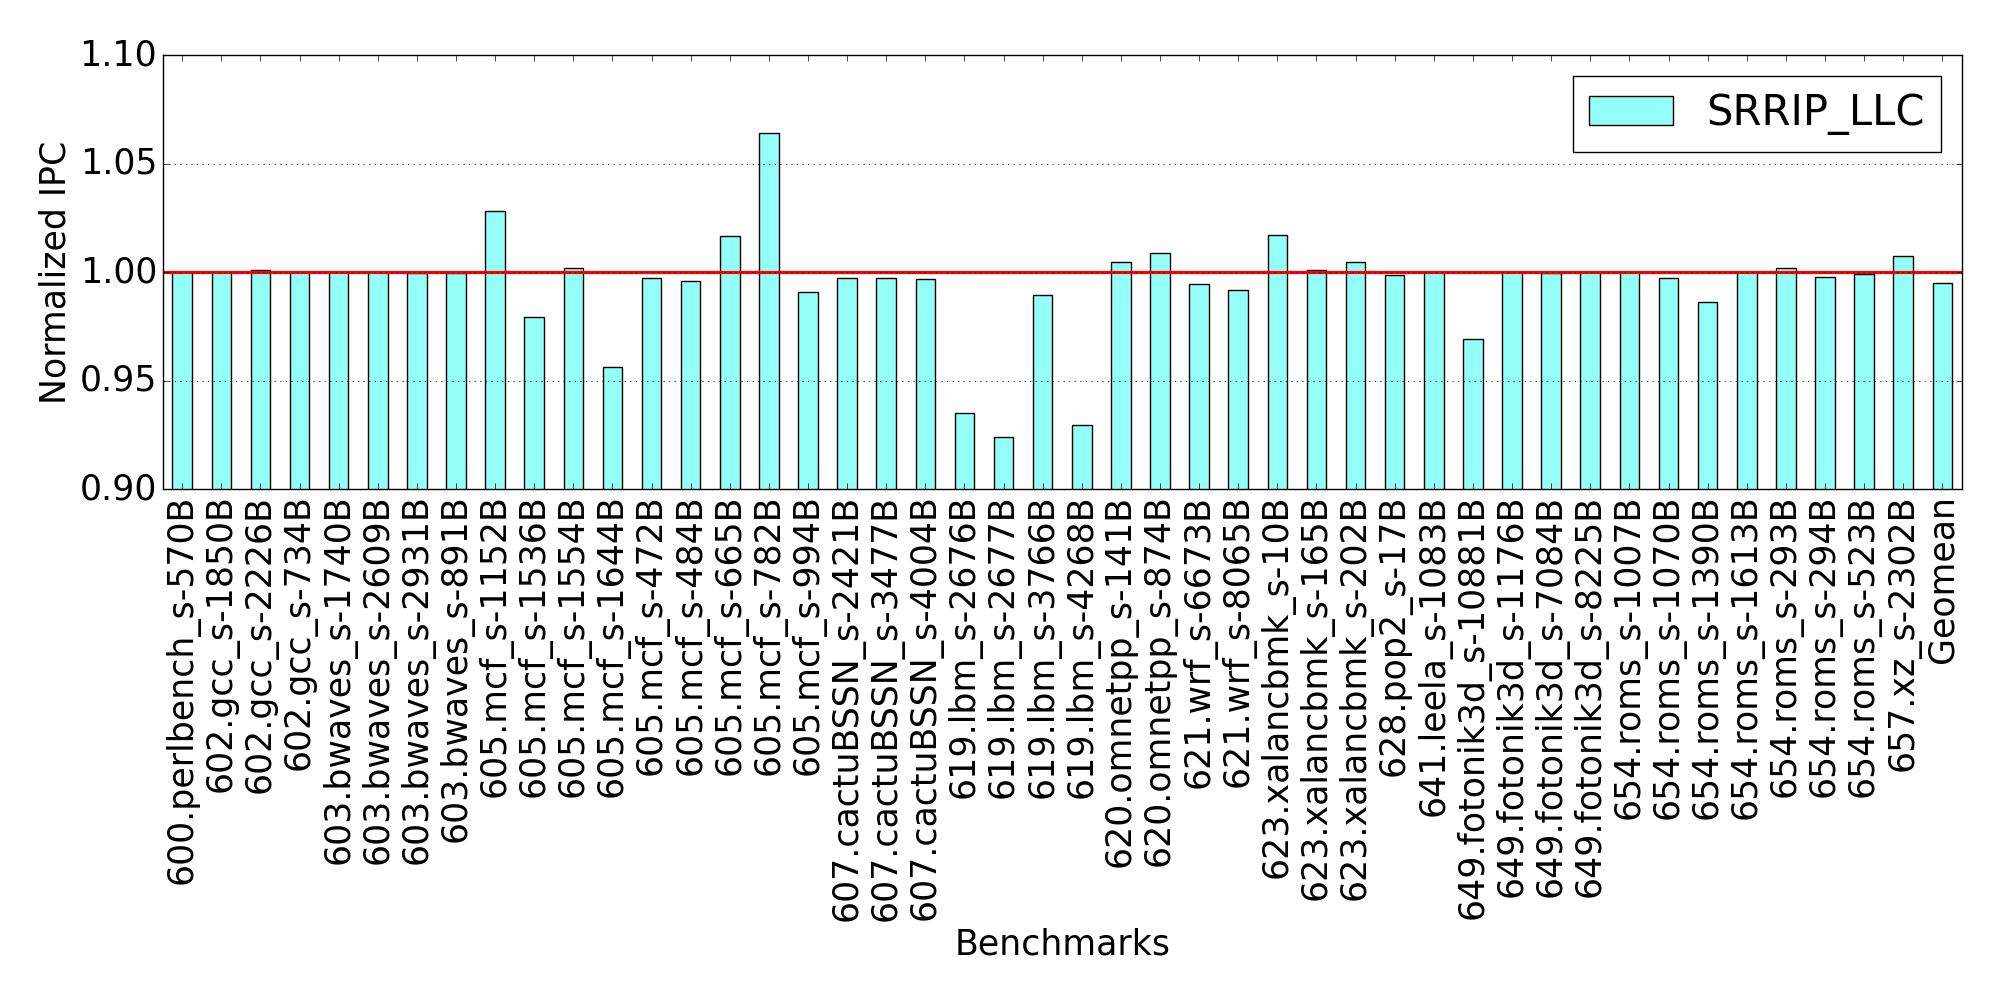 1.10
1.05
1.00
0.95
0.90
Normalized IPC
SRRIP_LLC
600.perlbench_s-570B
602.gcc_s-1850B
602.gcc_s-2226B
602.gcc_s-734B
603.bwaves_s-1740B
603.bwaves_s-2609B
603.bwaves_s-2931B
603.bwaves_s-891B
605.mcf_s-1152B
605.mcf_s-1536B
605.mcf_s-1554B
605.mcf_s-1644B
605.mcf_s-472B
605.mcf_s-484B
605.mcf_s-665B
605.mcf_s-782B
605.mcf_s-994B
607.cactuBSSN_s-2421B
607.cactuBSSN_s-3477B
607.cactuBSSN_s-4004B
619.lbm_s-2676B
619.lbm_s-2677B
619.lbm_s-3766B
619.lbm_s-4268B
620.omnetpp_s-141B
620.omnetpp_s-874B
621.wrf_s-6673B
621.wrf_s-8065B
623.xalancbmk_s-10B
623.xalancbmk_s-165B
623.xalancbmk_s-202B
628.pop2_s-17B
641.leela_s-1083B
649.fotonik3d_s-10881B
649.fotonik3d_s-1176B
649.fotonik3d_s-7084B
649.fotonik3d_s-8225B
654.roms_s-1007B
654.roms_s-1070B
654.roms_s-1390B
654.roms_s-1613B
654.roms_s-293B
654.roms_s-294B
654.roms_s-523B
657.xz_s-2302B
Geomean
Benchmarks